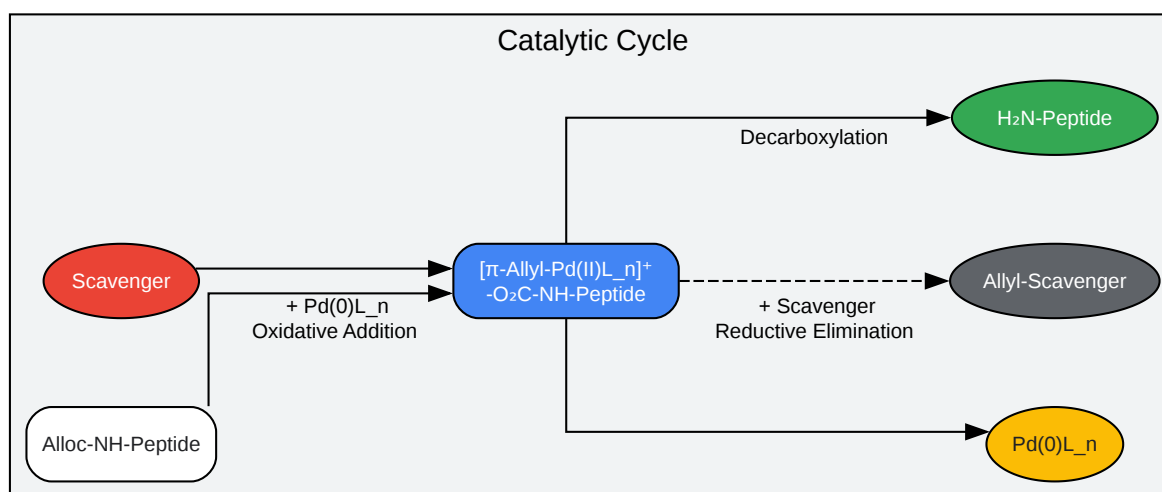 Catalytic Cycle
H₂N-Peptide
Decarboxylation
Scavenger
[π-Allyl-Pd(II)L_n]⁺
-O₂C-NH-Peptide
Allyl-Scavenger
+ Pd(0)L_n
Oxidative Addition
+ Scavenger
Reductive Elimination
Alloc-NH-Peptide
Pd(0)L_n